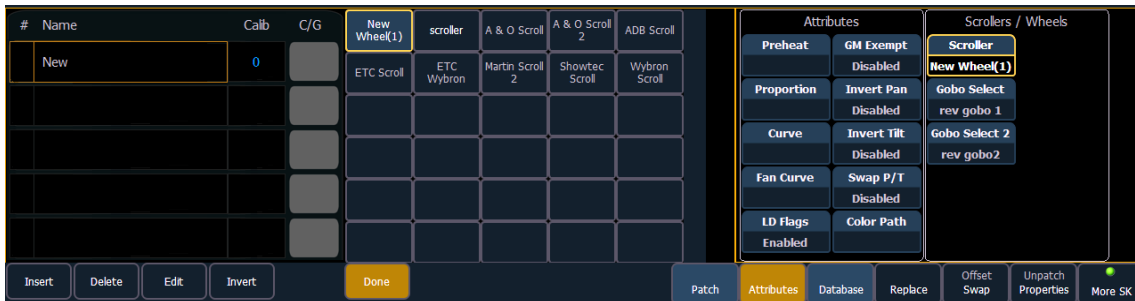 # Name Calib C/G
New 0
New Wheel(1) scroller A & O Scroll A & O Scroll 2 ADB Scroll
ETC Scroll ETC Wybron Martin Scroll 2 Showtec Scroll Wybron Scroll
Attributes
Preheat GM Exempt
Disabled
Proportion Invert Pan
Disabled
Curve Invert Tilt
Disabled
Fan Curve Swap P/T
Disabled
LD Flags Color Path
Enabled
Scrollers / Wheels
Scroller
New Wheel(1)
Gobo Select
rev gobo 1
Gobo Select 2
rev gobo2
Insert Delete Edit Invert Done Patch Attributes Database Replace Offset Swap Unpatch Properties More SK